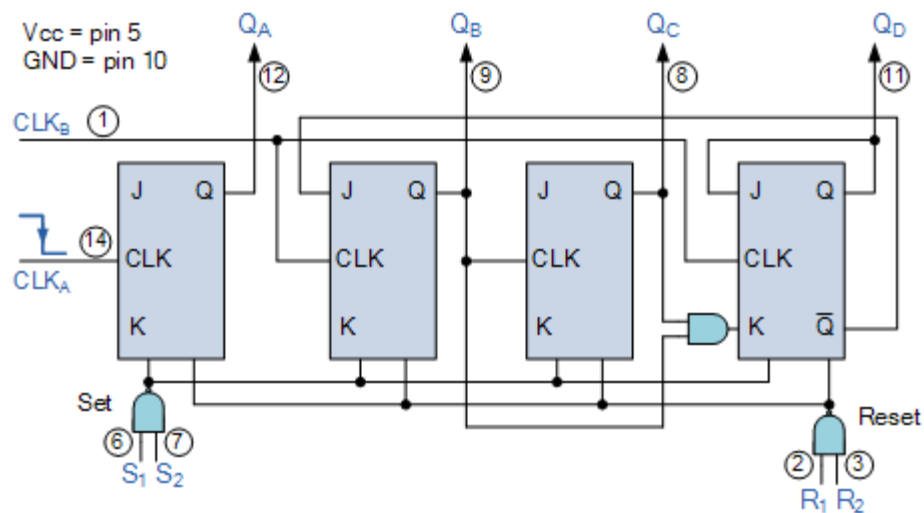 Vcc = pin 5
GND = pin 10
QA QB QC QD
12 9 8 11
CLKB 1
J Q J Q J Q J Q
14
CLKA
CLK CLK CLK CLK
K K K K Q̅
Set Reset
6 7 2 3
S1 S2 R1 R2